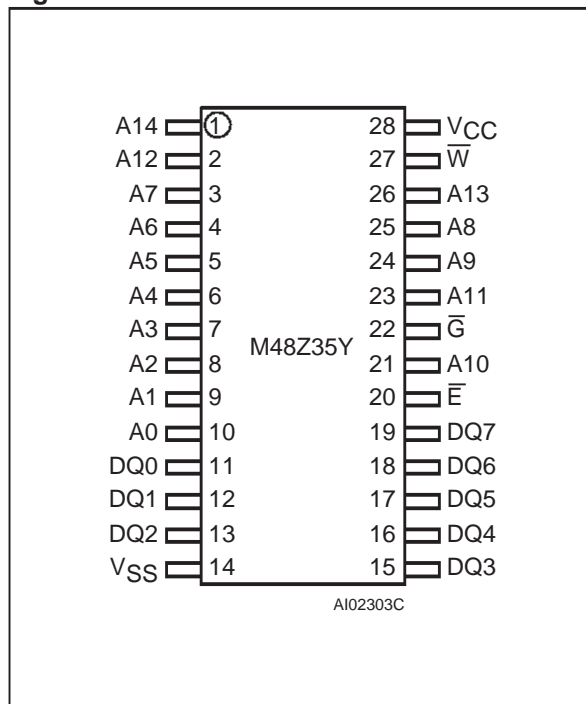 A14 1 28 VCC
A12 2 27 W̅
A7 3 26 A13
A6 4 25 A8
A5 5 24 A9
A4 6 23 A11
A3 7 22 G̅
M48Z35Y
A2 8 21 A10
A1 9 20 E̅
A0 10 19 DQ7
DQ0 11 18 DQ6
DQ1 12 17 DQ5
DQ2 13 16 DQ4
VSS 14 15 DQ3
AI02303C